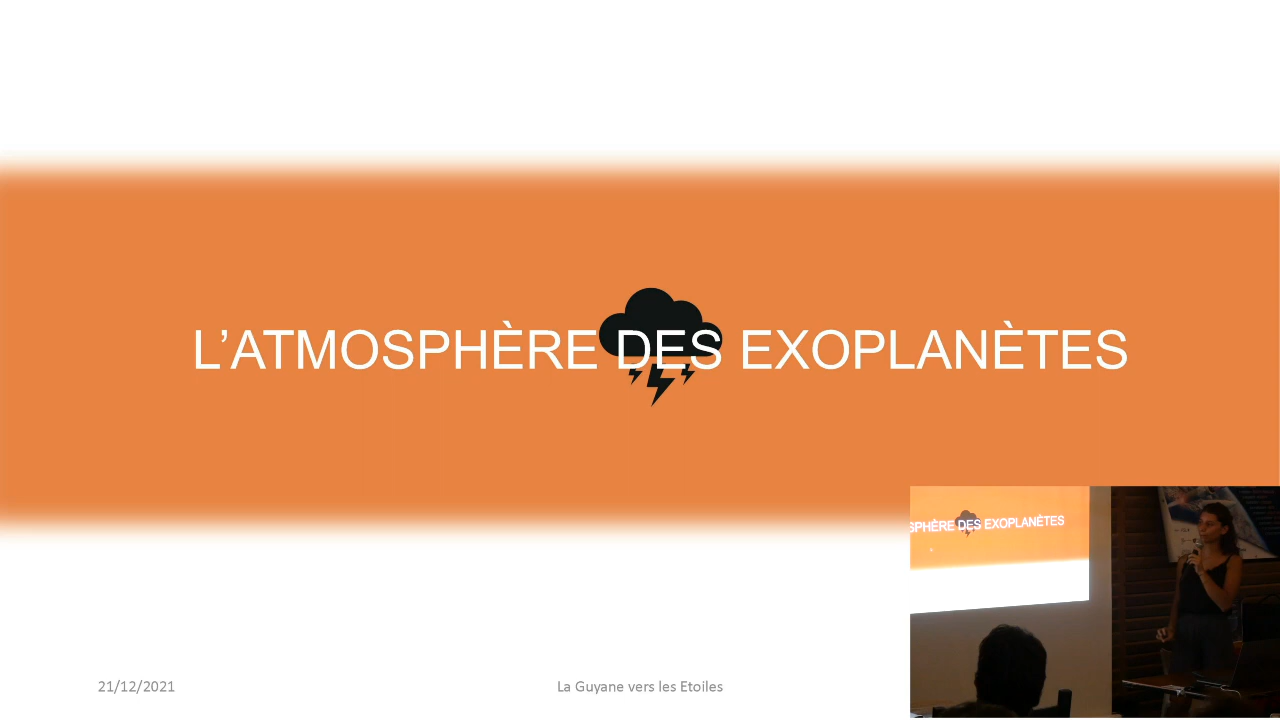 L’ATMOSPHÈRE DES EXOPLANÈTES
SPHÈRE DES EXOPLANÈTES
21/12/2021
La Guyane vers les Etoiles